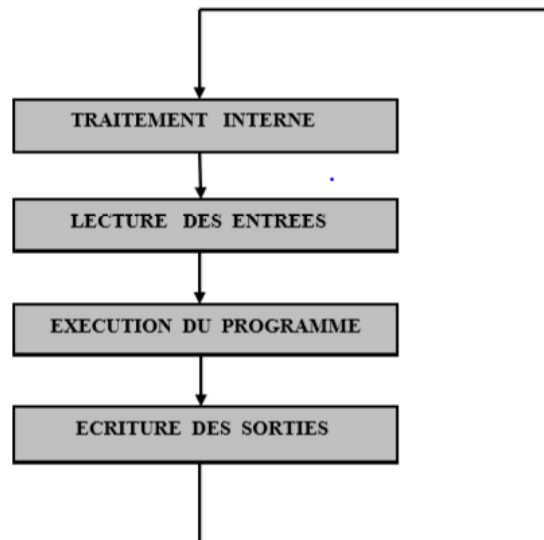 TRAITEMENT INTERNE
LECTURE DES ENTREES
EXECUTION DU PROGRAMME
ECRITURE DES SORTIES